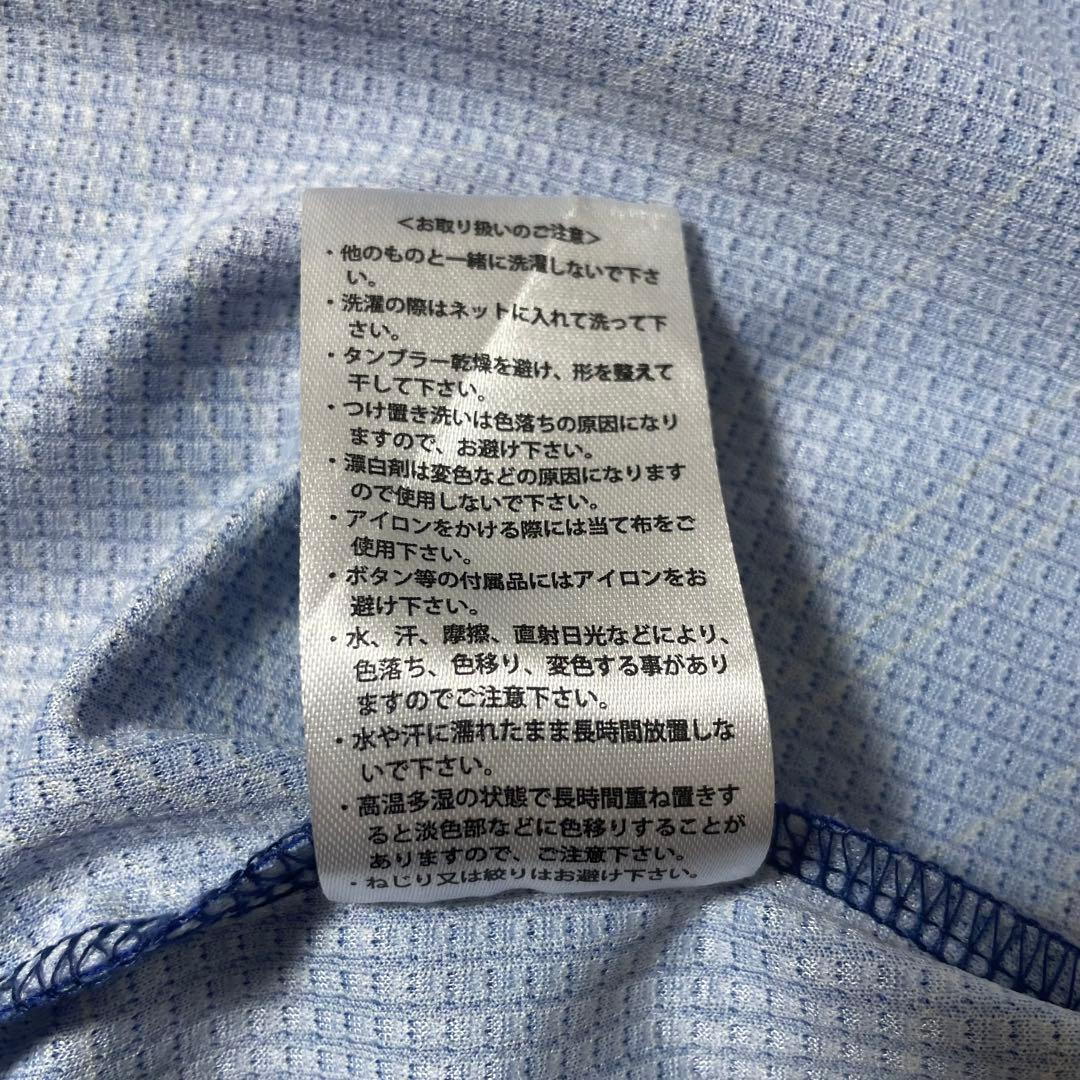 ＜お取り扱いのご注意＞
・他のものと一緒に洗濯しないで下さ
い。
・洗濯の際はネットに入れて洗って下
さい。
・タンブラー乾燥を避け、形を整えて
干して下さい。
・つけ置き洗いは色落ちの原因になり
ますので、お避け下さい。
・漂白剤は変色などの原因になります
ので使用しないで下さい。
・アイロンをかける際には当て布をご
使用下さい。
・ボタン等の付属品にはアイロンをお
避け下さい。
・水、汗、摩擦、直射日光などにより、
色落ち、色移り、変色する事があり
ますのでご注意下さい。
・水や汗に濡れたまま長時間放置しな
いで下さい。
・高温多湿の状態で長時間重ね置きす
ると淡色部などに色移りすることが
ありますので、ご注意下さい。
・ねじり又は絞りはお避け下さい。